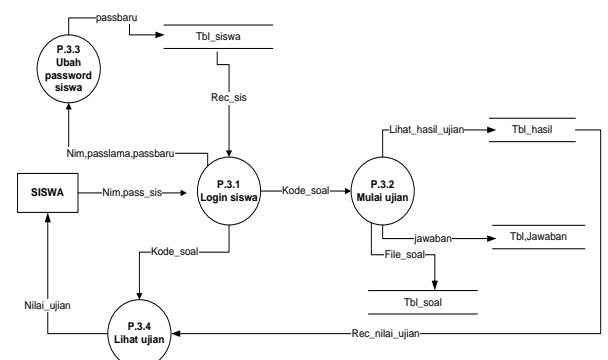 passbaru
P.3.3
Ubah
password
siswa
Tbl_siswa
Rec_sis
Lihat_hasil_ujian
Tbl_hasil
Nim,passlama,passbaru
SISWA
Nim,pass_sis
P.3.1
Login siswa
Kode_soal
P.3.2
Mulai ujian
jawaban
Tbl,Jawaban
Kode_soal
File_soal
Tbl_soal
Nilai_ujian
P.3.4
Lihat ujian
Rec_nilai_ujian